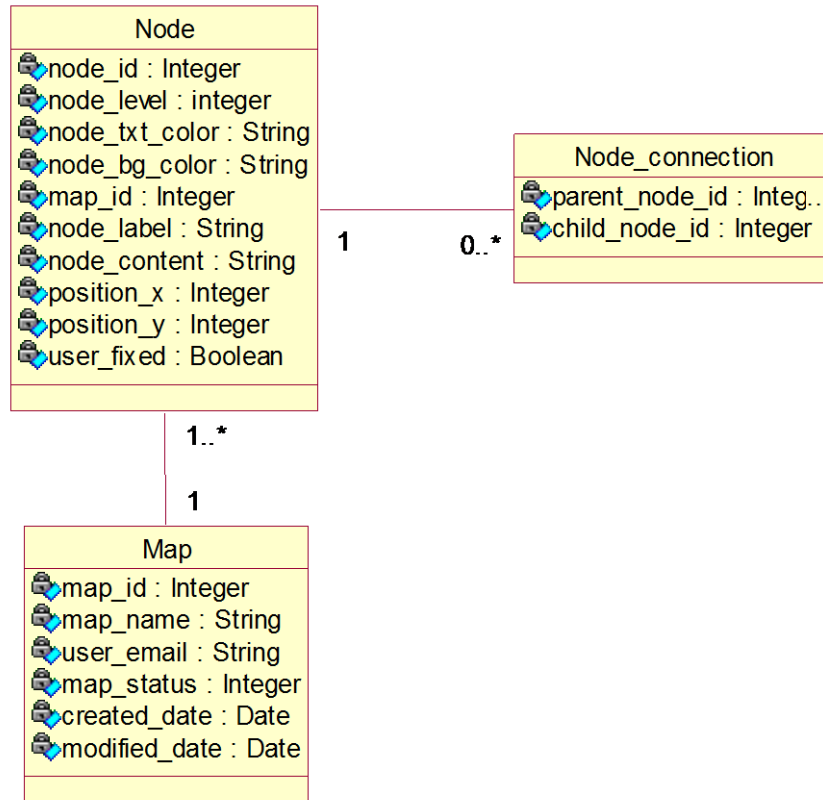 Node
node_id : Integer
node_level : integer
node_txt_color : String
node_bg_color : String
map_id : Integer
node_label : String
node_content : String
position_x : Integer
position_y : Integer
user_fixed : Boolean
Node_connection
parent_node_id : Integ...
child_node_id : Integer
1
0..*
1..*
1
Map
map_id : Integer
map_name : String
user_email : String
map_status : Integer
created_date : Date
modified_date : Date